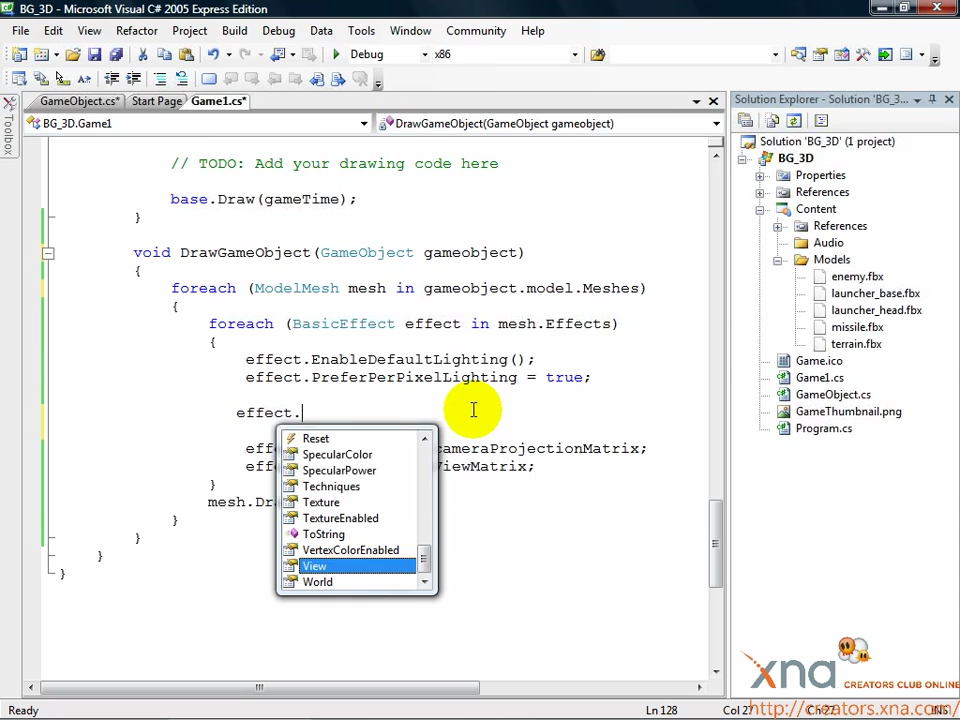 BG_3D - Microsoft Visual C# 2005 Express Edition
File Edit View Refactor Project Build Debug Data Tools Window Community Help
Debug x86
GameObject.cs* Start Page Game1.cs*
BG_3D.Game1 DrawGameObject(GameObject gameobject)
Toolbox
// TODO: Add your drawing code here
base.Draw(gameTime);
}
void DrawGameObject(GameObject gameobject)
{
foreach (ModelMesh mesh in gameobject.model.Meshes)
{
foreach (BasicEffect effect in mesh.Effects)
{
effect.EnableDefaultLighting();
effect.PreferPerPixelLighting = true;
effect.
cameraProjectionMatrix;
}
mesh.
}
}
}
}
Reset
SpecularColor
SpecularPower
Techniques
Texture
TextureEnabled
ToString
VertexColorEnabled
View
World
Solution Explorer - Solution 'BG_3...
Solution 'BG_3D' (1 project)
BG_3D
Properties
References
Content
References
Audio
Models
enemy.fbx
launcher_base.fbx
launcher_head.fbx
missile.fbx
terrain.fbx
Game.ico
Game1.cs
GameObject.cs
GameThumbnail.png
Program.cs
xna CREATORS CLUB ONLINE
http://creators.xna.com/
Ready Ln 128 Col 27 Ch 27 INS